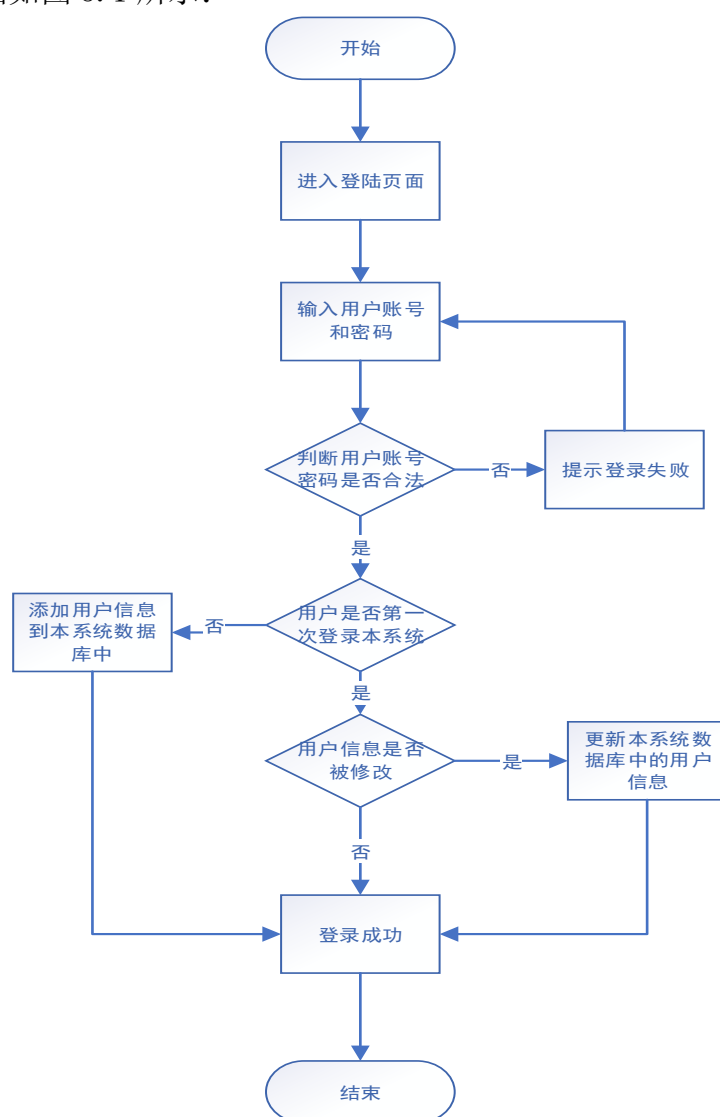 开始
进入登陆页面
输入用户账号
和密码
判断用户账号
密码是否合法
否
提示登录失败
是
用户是否第一
次登录本系统
否
添加用户信息
到本系统数据
库中
是
用户信息是否
被修改
是
更新本系统数
据库中的用户
信息
否
登录成功
结束